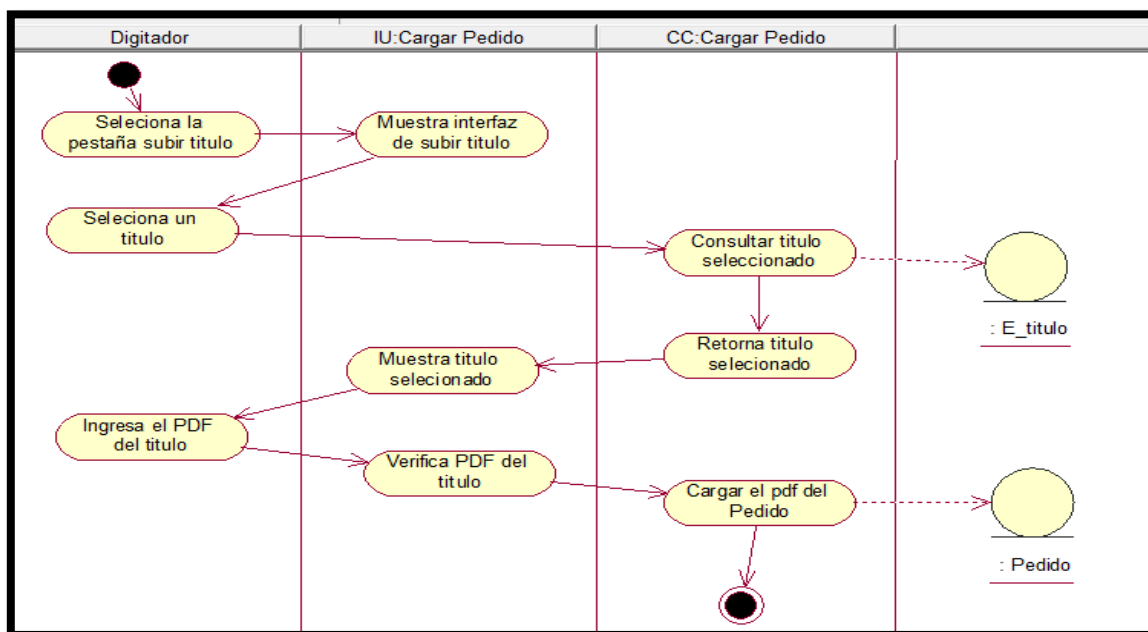 Digitador
IU:Cargar Pedido
CC:Cargar Pedido
Seleciona la
pestaña subir titulo
Muestra interfaz
de subir titulo
Seleciona un
titulo
Consultar titulo
seleccionado
: E_titulo
Retorna titulo
selecionado
Muestra titulo
selecionado
Ingresa el PDF
del titulo
Verifica PDF del
titulo
Cargar el pdf del
Pedido
: Pedido